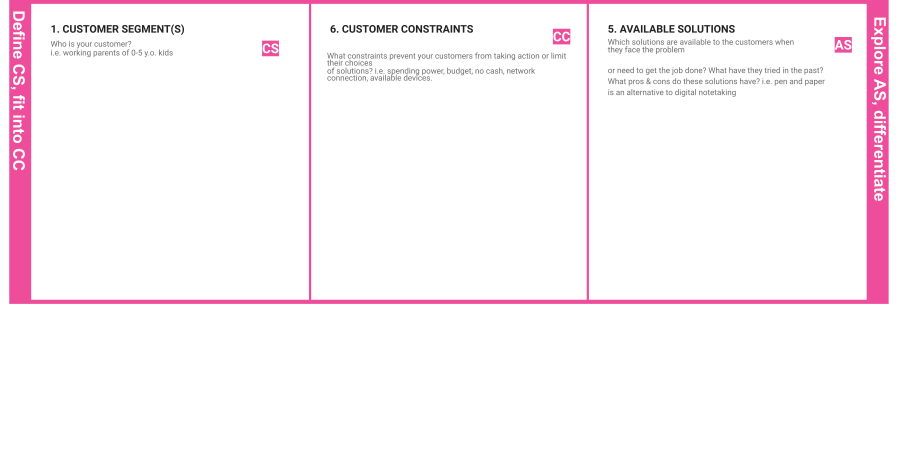 Define CS, fit into CC
1. CUSTOMER SEGMENT(S)
Who is your customer?
i.e. working parents of 0-5 y.o. kids
CS
6. CUSTOMER CONSTRAINTS
CC
What constraints prevent your customers from taking action or limit
their choices
of solutions? i.e. spending power, budget, no cash, network
connection, available devices.
5. AVAILABLE SOLUTIONS
Which solutions are available to the customers when
they face the problem
AS
or need to get the job done? What have they tried in the past?
What pros & cons do these solutions have? i.e. pen and paper
is an alternative to digital notetaking
Explore AS, differentiate